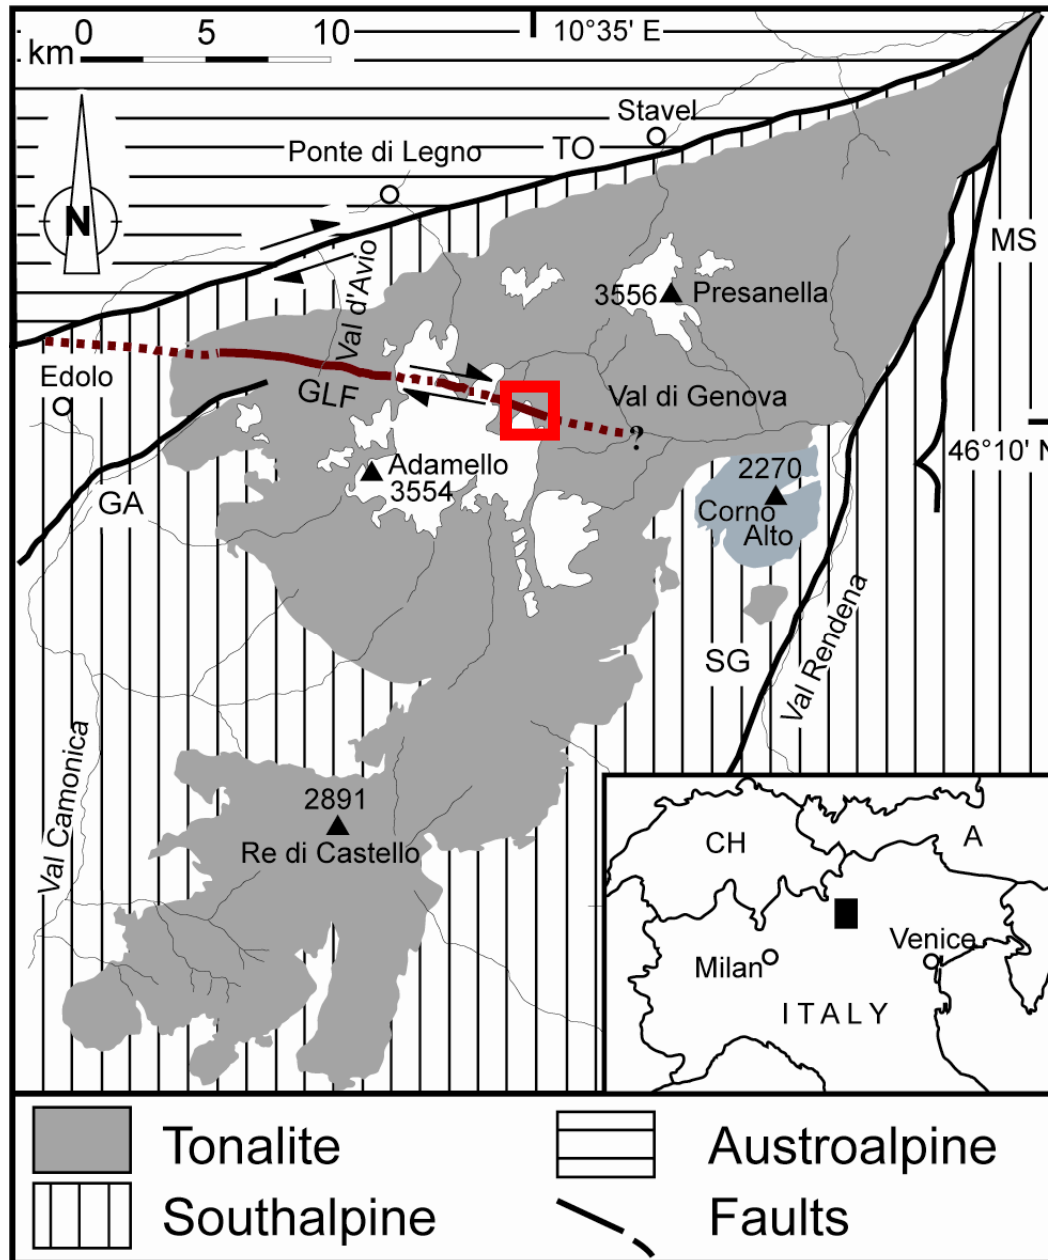 0 5 10
km
10°35' E
Stavel
Ponte di Legno
TO
N
MS
Val d'Avio
3556
Presanella
Edolo
GLF
Val di Genova
?
46°10' N
Adamello
3554
2270
Corno
Alto
GA
SG
Val Rendena
Val Camonica
2891
Re di Castello
CH
A
Venice
Milan
ITALY
Tonalite
Austroalpine
Southalpine
Faults